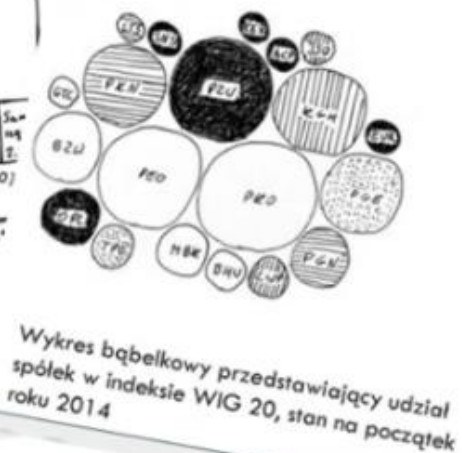 PKN
PZU
KGH
GTC
BZW
PEO
PKO
PGE
OPL
TPE
MBK
BHW
PGN
Wykres bąbelkowy przedstawiający udział
spółek w indeksie WIG 20, stan na początek
roku 2014